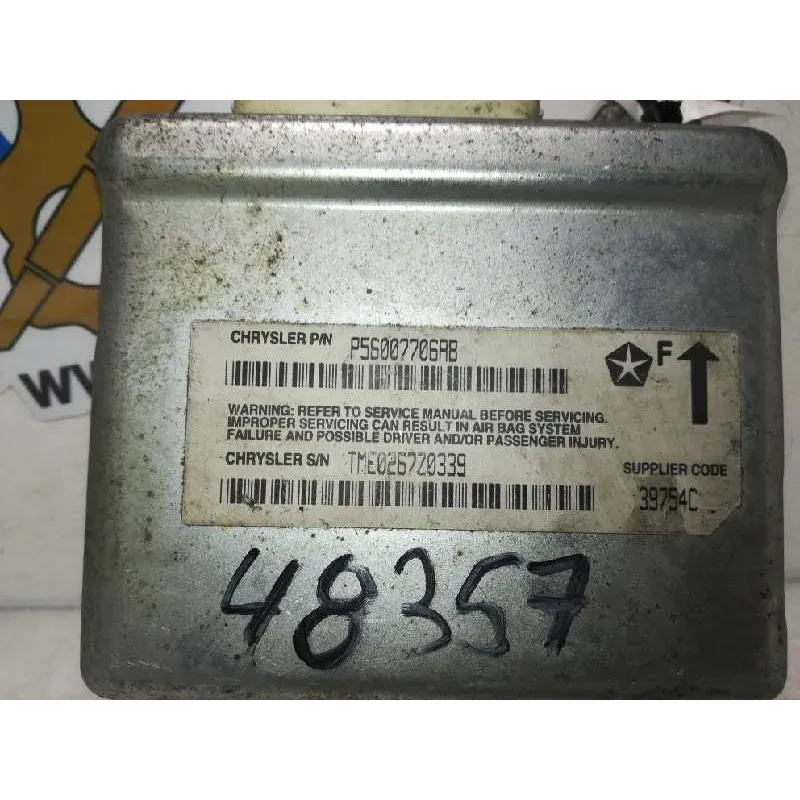 CHRYSLER P/N P56007706AB
F
WARNING: REFER TO SERVICE MANUAL BEFORE SERVICING.
IMPROPER SERVICING CAN RESULT IN AIR BAG SYSTEM
FAILURE AND POSSIBLE DRIVER AND/OR PASSENGER INJURY.
CHRYSLER S/N TME0267Z0339
SUPPLIER CODE
39754C
48357